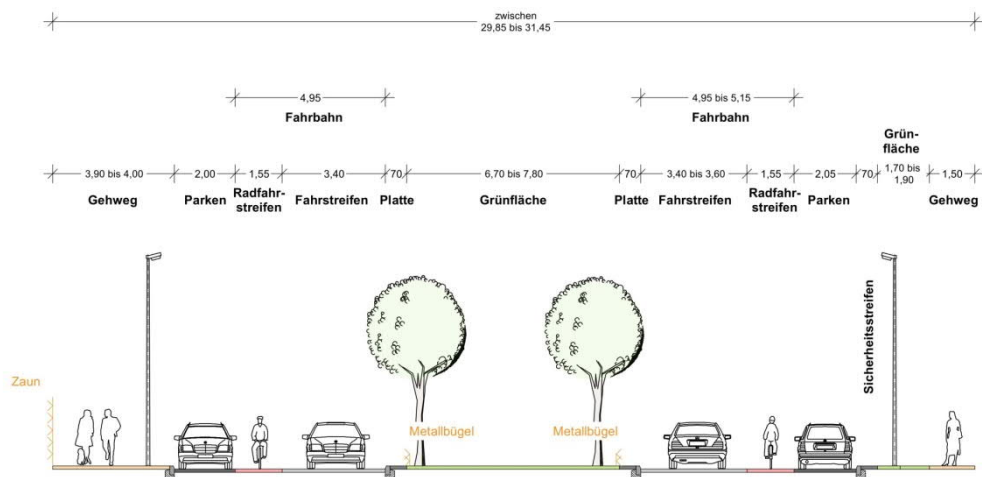 zwischen
29,85 bis 31,45
4,95
Fahrbahn
4,95 bis 5,15
Fahrbahn
Grün-
fläche
3,90 bis 4,00
Gehweg
2,00
Parken
1,55
Radfahr-
streifen
3,40
Fahrstreifen
70
Platte
6,70 bis 7,80
Grünfläche
70
Platte
3,40 bis 3,60
Fahrstreifen
1,55
Radfahr-
streifen
2,05
Parken
70
1,70 bis
1,90
1,50
Gehweg
Sicherheitsstreifen
Zaun
Metallbügel
Metallbügel